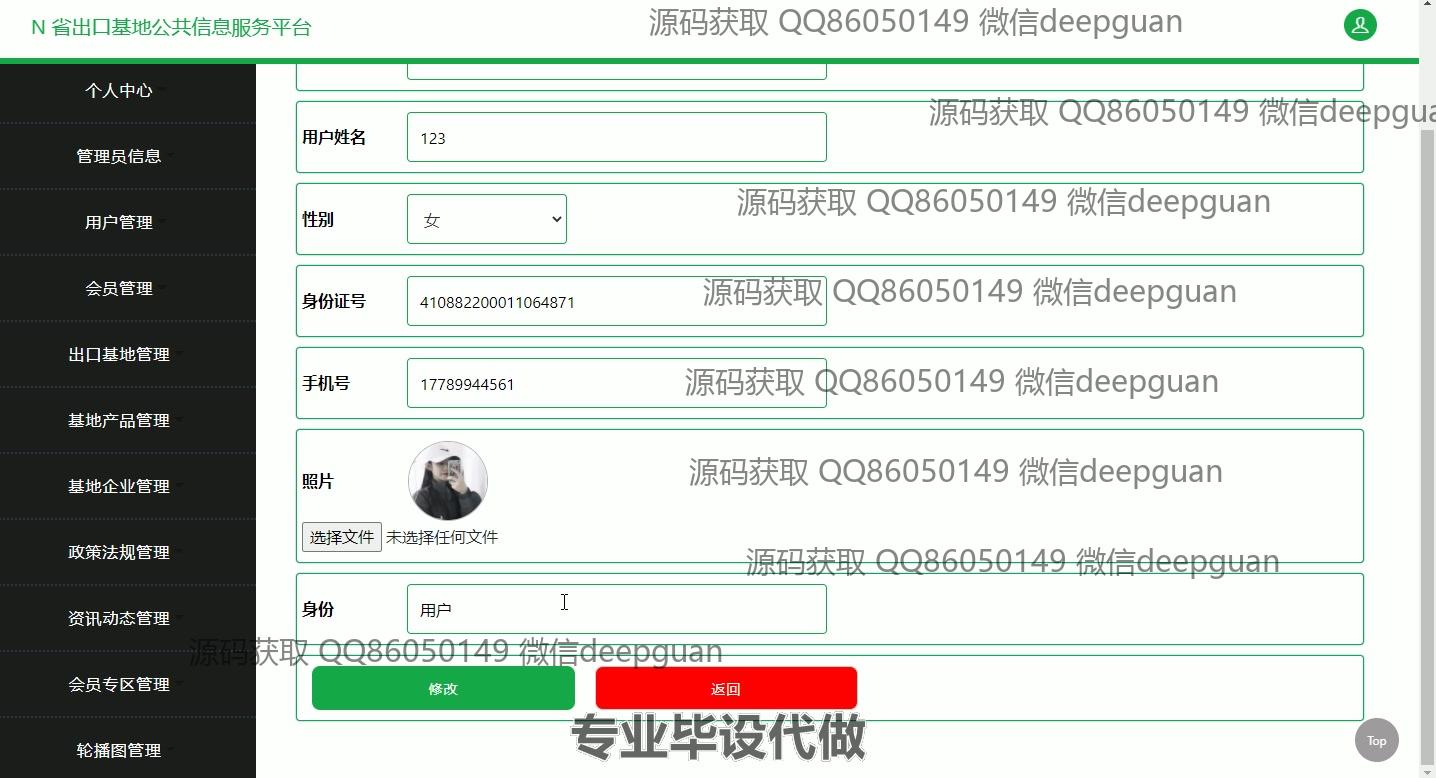 N 省出口基地公共信息服务平台
源码获取 QQ86050149 微信deepguan
个人中心
源码获取 QQ86050149 微信deepgua
用户姓名
123
管理员信息
源码获取 QQ86050149 微信deepguan
性别
女
用户管理
会员管理
源码获取 QQ86050149 微信deepguan
身份证号
410882200011064871
出口基地管理
手机号
17789944561
源码获取 QQ86050149 微信deepguan
基地产品管理
源码获取 QQ86050149 微信deepguan
照片
基地企业管理
选择文件 未选择任何文件
政策法规管理
源码获取 QQ86050149 微信deepguan
身份
用户
资讯动态管理
源码获取 QQ86050149 微信deepguan
会员专区管理
修改
返回
专业毕设代做
轮播图管理
Top